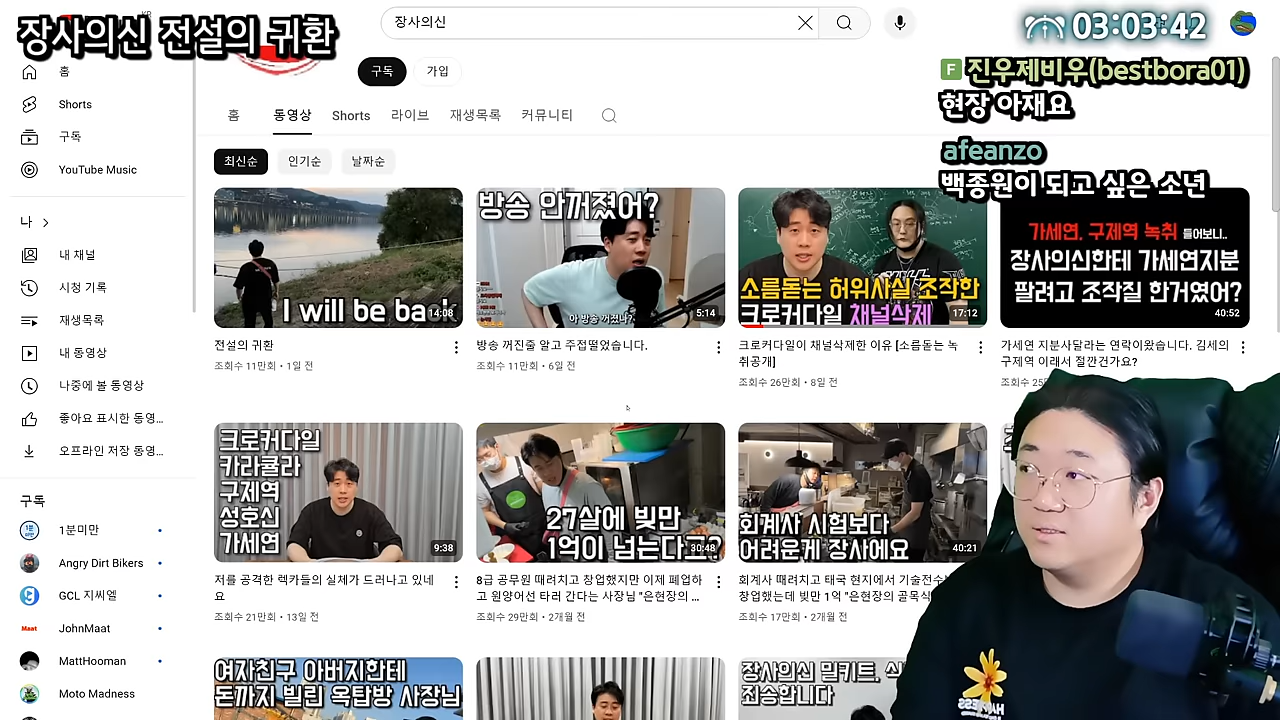 장사의신 전설의 귀환
KR
장사의신
03:03:42
구독
가입
홈
Shorts
구독
YouTube Music
나
내 채널
시청 기록
재생목록
내 동영상
나중에 볼 동영상
좋아요 표시한 동영...
오프라인 저장 동영...
구독
1분미만
Angry Dirt Bikers
GCL 지씨엘
JohnMaat
MattHooman
Moto Madness
홈
동영상
Shorts
라이브
재생목록
커뮤니티
최신순
인기순
날짜순
F 진우제비우(bestbora01)
현장 아재요
afeanzo
백종원이 되고 싶은 소년
I will be ba
14:08
전설의 귀환
조회수 11만회 • 1일 전
방송 안꺼졌어?
아 방송 꺼졌나?
5:14
방송 꺼진줄 알고 주접떨었습니다.
조회수 11만회 • 6일 전
소름돋는 허위사실 조작한
크로커다일 채널삭제
17:12
크로커다일이 채널삭제한 이유 [소름돋는 녹
취공개]
조회수 26만회 • 8일 전
가세연, 구제역 녹취 들어보니..
장사의신한테 가세연지분
팔려고 조작질 한거였어?
40:52
가세연 지분사달라는 연락이왔습니다. 김세의
구제역 이래서 절깐건가요?
조회수 25
크로커다일
카라큘라
구제역
성호신
가세연
9:38
저를 공격한 렉카들의 실체가 드러나고 있네
요
조회수 21만회 • 13일 전
27살에 빚만
1억이 넘는다고?
30:48
8급 공무원 때려치고 창업했지만 이제 폐업하
고 원양어선 타러 간다는 사장님 "은현장의 ...
조회수 29만회 • 2개월 전
회계사 시험보다
어려운게 장사에요
40:21
회계사 때려치고 태국 현지에서 기술전수
창업했는데 빚만 1억 "은현장의 골목식
조회수 17만회 • 2개월 전
여자친구 아버지한테
돈까지 빌린 옥탑방 사장님
장사의신 밀키트, 식
죄송합니다